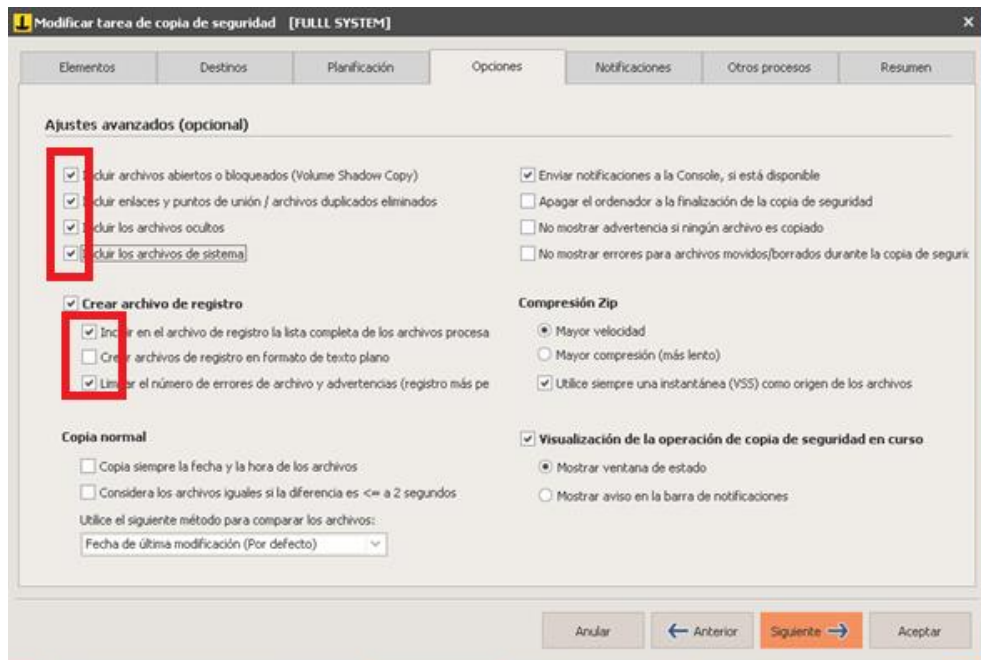 Modificar tarea de copia de seguridad [FULLL SYSTEM]
Elementos
Destinos
Planificación
Opciones
Notificaciones
Otros procesos
Resumen
Ajustes avanzados (opcional)
Incluir archivos abiertos o bloqueados (Volume Shadow Copy)
Incluir enlaces y puntos de unión / archivos duplicados eliminados
Incluir los archivos ocultos
Incluir los archivos de sistema
Enviar notificaciones a la Console, si está disponible
Apagar el ordenador a la finalización de la copia de seguridad
No mostrar advertencia si ningún archivo es copiado
No mostrar errores para archivos movidos/borrados durante la copia de
Crear archivo de registro
Incluir en el archivo de registro la lista completa de los archivos procesa
Crear archivos de registro en formato de texto plano
Limitar el número de errores de archivo y advertencias (registro más pe
Compresión Zip
Mayor velocidad
Mayor compresión (más lento)
Utilice siempre una instantánea (VSS) como origen de los archivos
Copia normal
Copia siempre la fecha y la hora de los archivos
Considera los archivos iguales si la diferencia es <= a 2 segundos
Utilice el siguiente método para comparar los archivos:
Fecha de última modificación (Por defecto)
Visualización de la operación de copia de seguridad en curso
Mostrar ventana de estado
Mostrar aviso en la barra de notificaciones
Anular
Anterior
Siguiente
Aceptar